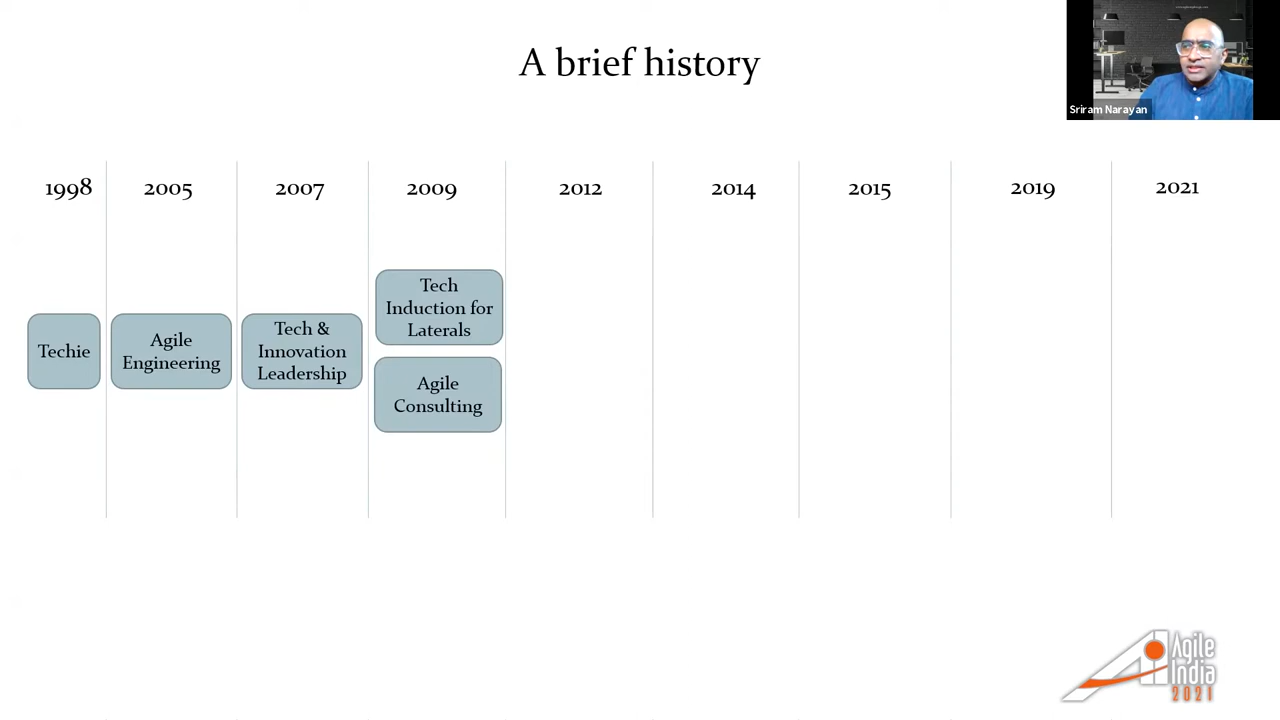 A brief history
Sriram Narayan
1998 2005 2007 2009 2012 2014 2015 2019 2021
Techie
Agile
Engineering
Tech &
Innovation
Leadership
Tech
Induction for
Laterals
Agile
Consulting
Agile
India
2021